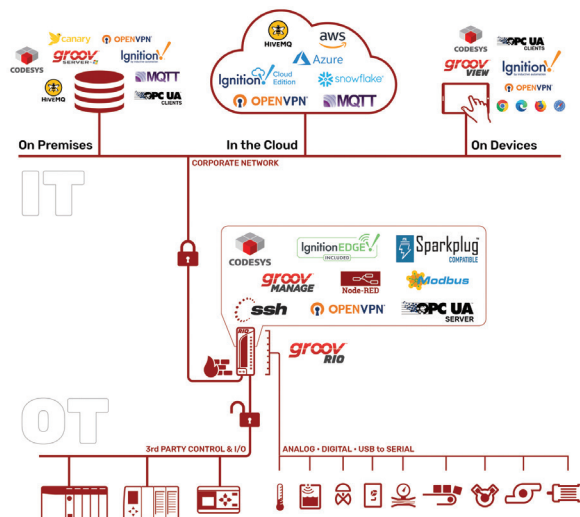 canary
OPENVPN
CODESYS
groov
SERVER
Ignition!
HIVEMQ
MQTT
OPC UA
CLIENTS
On Premises
HIVEMQ
aws
Azure
Ignition!
Cloud
Edition
snowflake
OPENVPN
MQTT
In the Cloud
CODESYS
OPC UA
CLIENTS
groov
VIEW
Ignition!
OPENVPN
On Devices
CORPORATE NETWORK
IT
CODESYS
IgnitionEDGE!
INCLUDED
Sparkplug
COMPATIBLE
groov
MANAGE
Node-RED
Modbus
ssh
OPENVPN
OPC UA
SERVER
RIO
groov
RIO
OT
3rd PARTY CONTROL & I/O
ANALOG • DIGITAL • USB to SERIAL